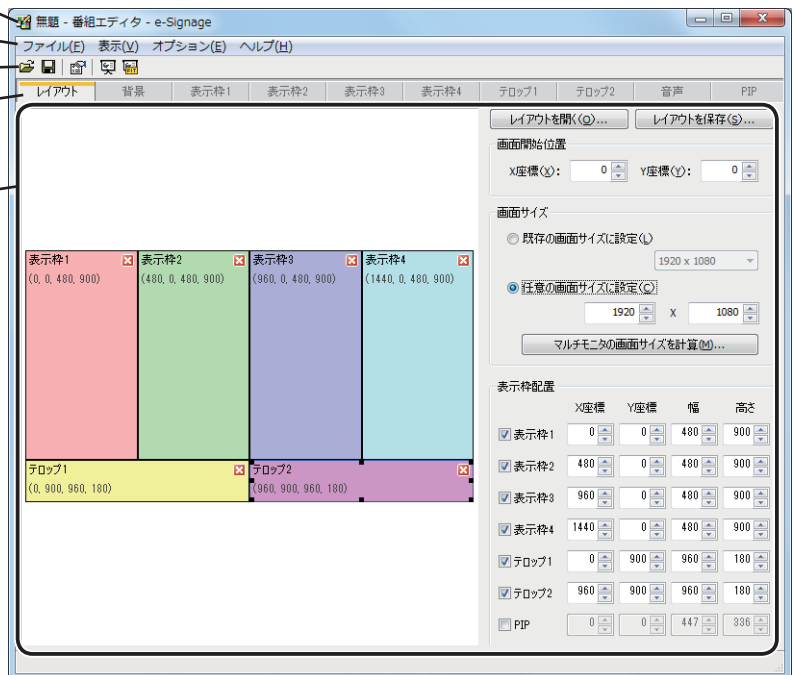 無題 - 番組エディタ - e-Signage
ファイル(F) 表示(V) オプション(E) ヘルプ(H)
レイアウト 背景 表示枠1 表示枠2 表示枠3 表示枠4 テロップ1 テロップ2 音声 PIP
レイアウトを開く(O)... レイアウトを保存(S)...
画面開始位置
X座標(X): 0 Y座標(Y): 0
画面サイズ
既存の画面サイズに設定(L)
1920 x 1080
任意の画面サイズに設定(C)
1920 X 1080
マルチモニタの画面サイズを計算(M)...
表示枠1 表示枠2 表示枠3 表示枠4
(0, 0, 480, 900) (480, 0, 480, 900) (960, 0, 480, 900) (1440, 0, 480, 900)
テロップ1 テロップ2
(0, 900, 960, 180) (960, 900, 960, 180)
表示枠配置
X座標 Y座標 幅 高さ
表示枠1 0 0 480 900
表示枠2 480 0 480 900
表示枠3 960 0 480 900
表示枠4 1440 0 480 900
テロップ1 0 900 960 180
テロップ2 960 900 960 180
PIP 0 0 447 336